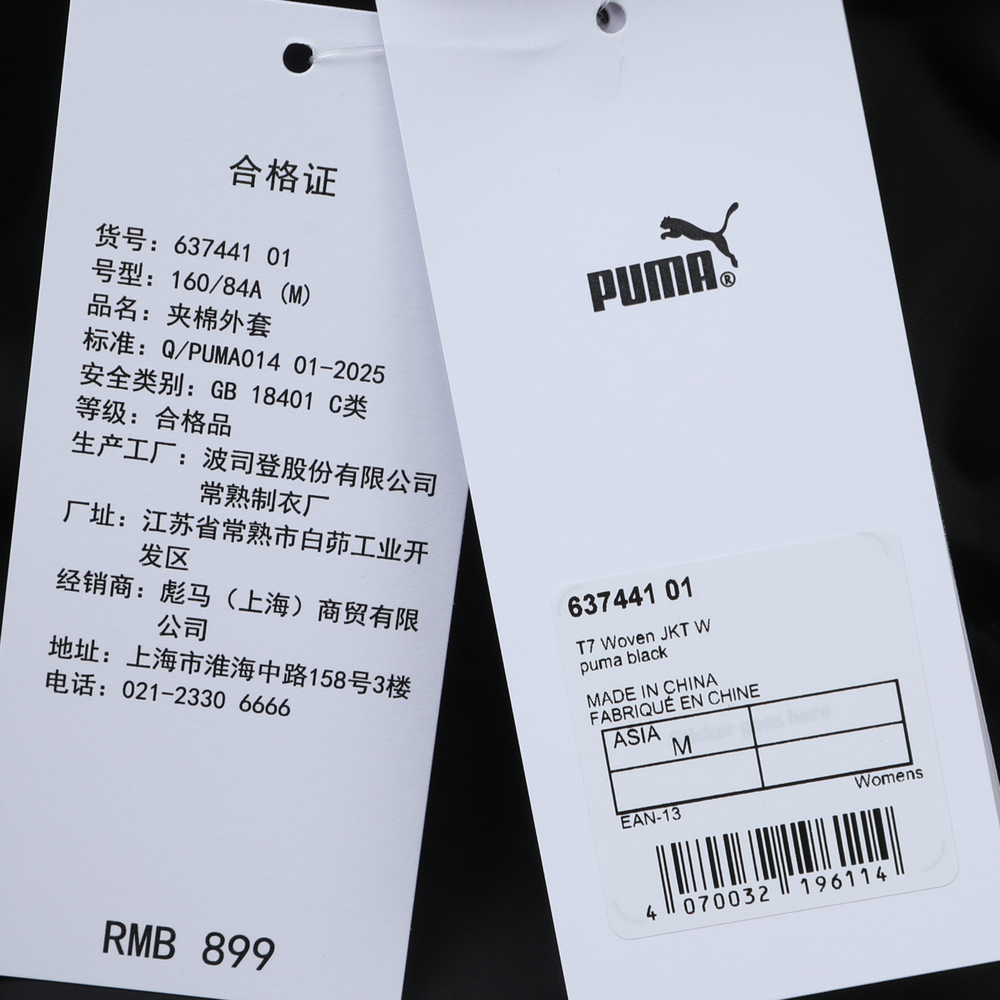 合格证
货号：637441 01
号型：160/84A (M)
品名：夹棉外套
标准：Q/PUMA014 01-2025
安全类别：GB 18401 C类
等级：合格品
生产工厂：波司登股份有限公司
常熟制衣厂
厂址：江苏省常熟市白茆工业开
发区
经销商：彪马（上海）商贸有限
公司
地址：上海市淮海中路158号3楼
电话：021-2330 6666
RMB 899
PUMA®
637441 01
T7 Woven JKT W
puma black
MADE IN CHINA
FABRIQUÉ EN CHINE
ASIA M
sticker goes here
Womens
EAN-13
4 070032 196114